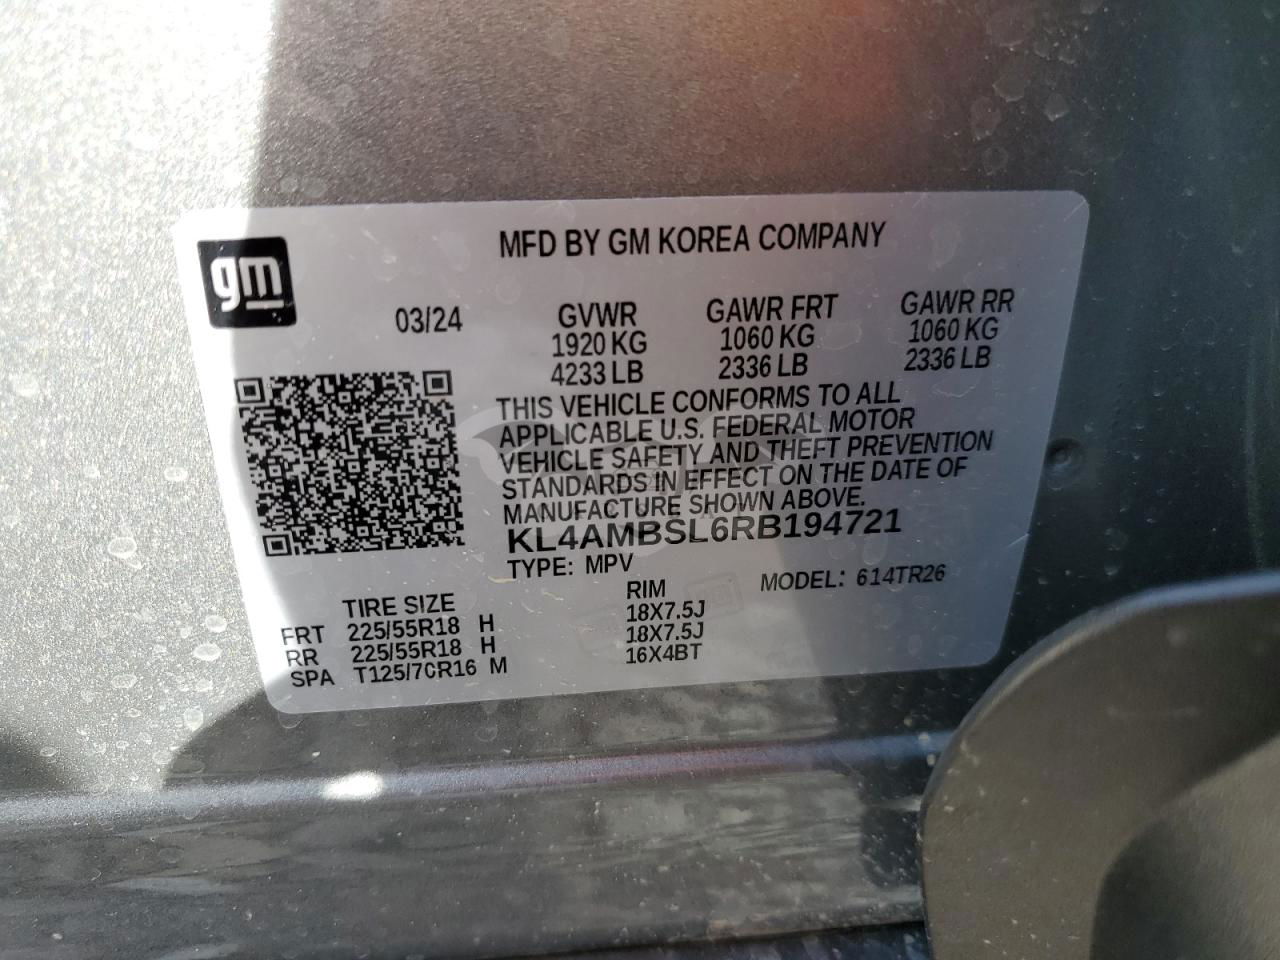 gm
MFD BY GM KOREA COMPANY
03/24
GVWR
1920 KG
4233 LB
GAWR FRT
1060 KG
2336 LB
GAWR RR
1060 KG
2336 LB
THIS VEHICLE CONFORMS TO ALL
APPLICABLE U.S. FEDERAL MOTOR
VEHICLE SAFETY AND THEFT PREVENTION
STANDARDS IN EFFECT ON THE DATE OF
MANUFACTURE SHOWN ABOVE.
KL4AMBSL6RB194721
TYPE: MPV
MODEL: 614TR26
TIRE SIZE RIM
FRT 225/55R18 H 18X7.5J
RR 225/55R18 H 18X7.5J
SPA T125/70R16 M 16X4BT